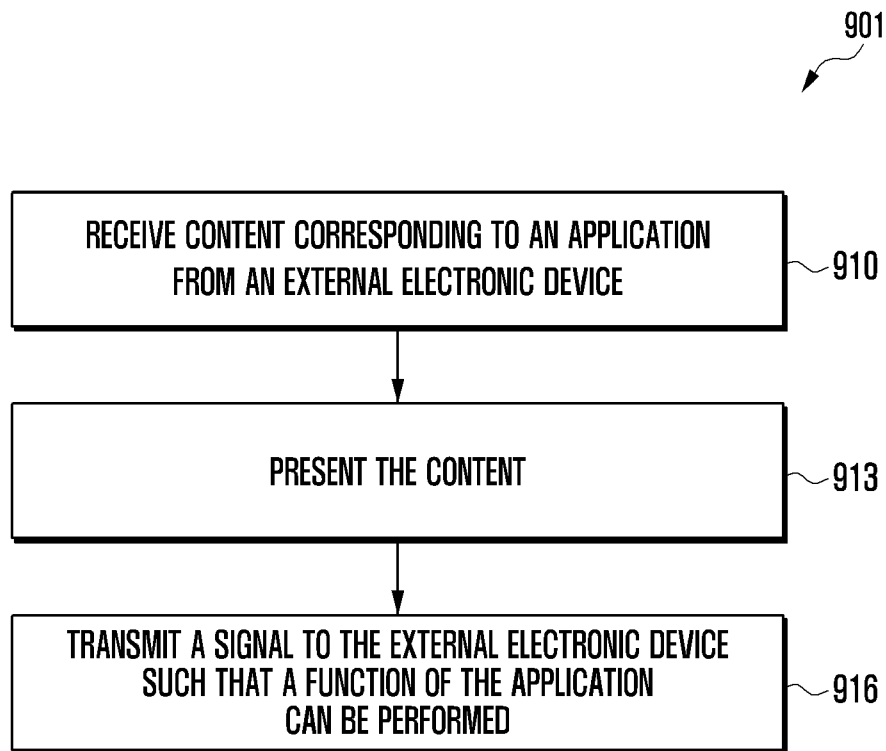 901
RECEIVE CONTENT CORRESPONDING TO AN APPLICATION
FROM AN EXTERNAL ELECTRONIC DEVICE
910
PRESENT THE CONTENT
913
TRANSMIT A SIGNAL TO THE EXTERNAL ELECTRONIC DEVICE
SUCH THAT A FUNCTION OF THE APPLICATION
CAN BE PERFORMED
916